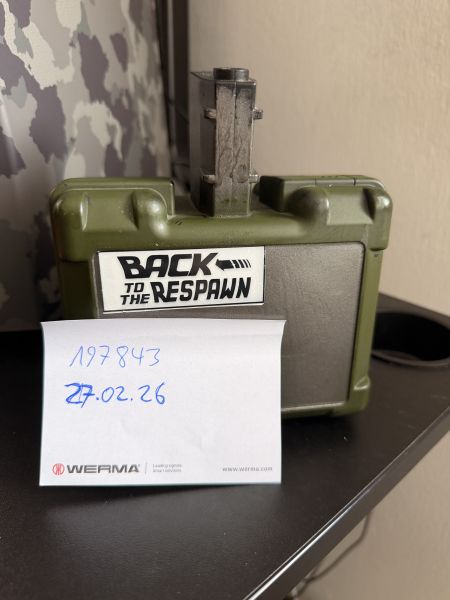 BACK
TO THE RESPAWN
197843
27.02.26
WERMA
Leading signals
Smart solutions
www.werma.com